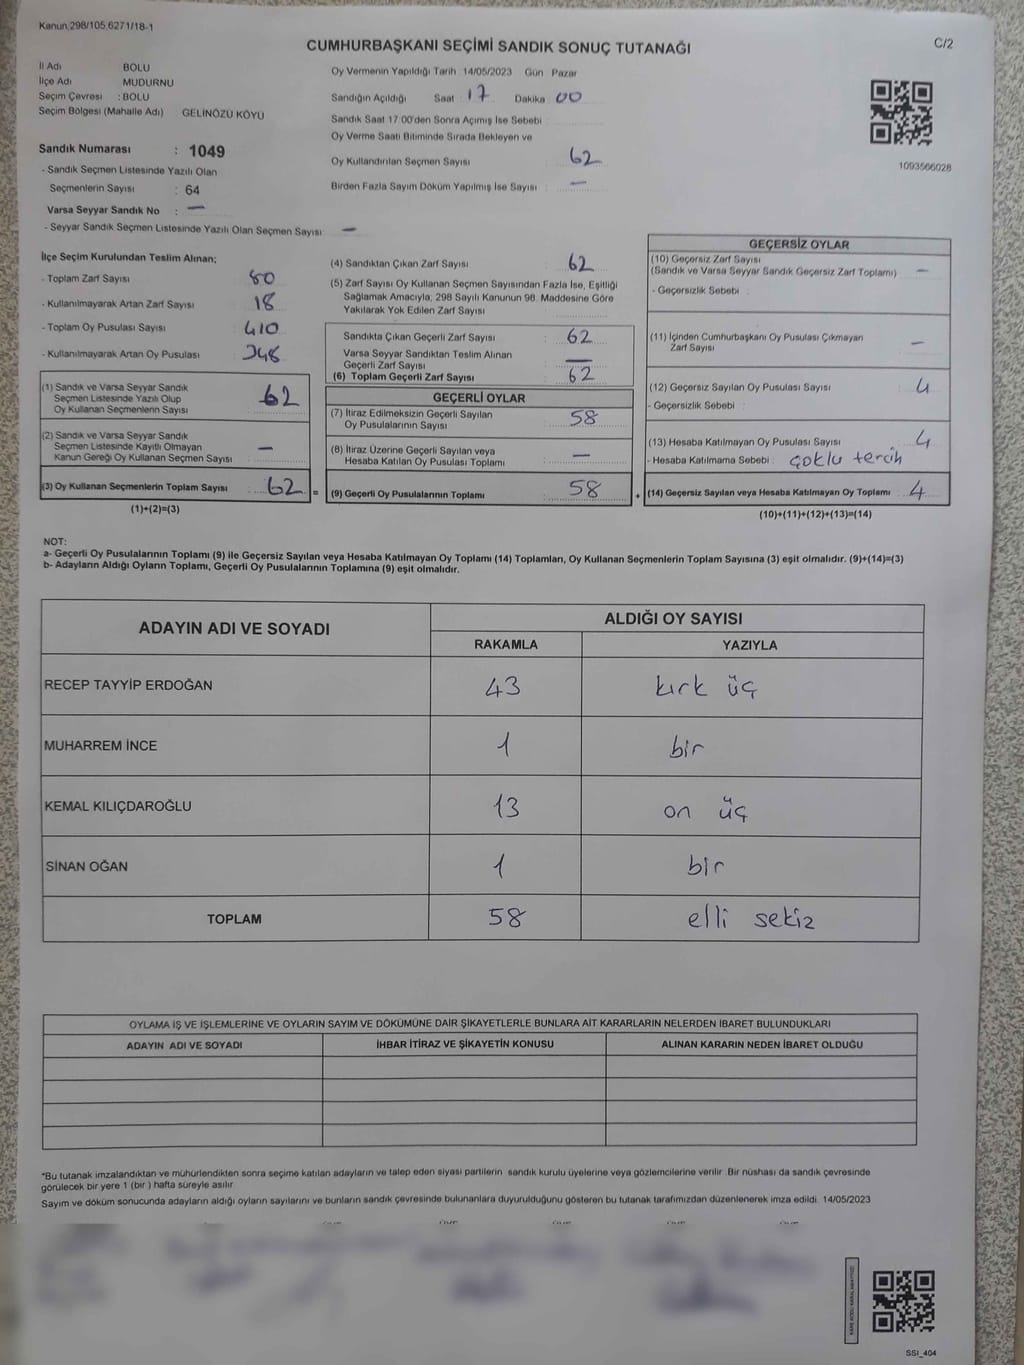 Kanun,298/105,6271/18-1
CUMHURBAŞKANI SEÇİMİ SANDIK SONUÇ TUTANAĞI
C/2
İl Adı BOLU
İlçe Adı MUDURNU
Seçim Çevresi : BOLU
Seçim Bölgesi (Mahalle Adı) : GELİNÖZÜ KÖYÜ
Oy Vermenin Yapıldığı Tarih 14/05/2023 Gün Pazar
Sandığın Açıldığı Saat 17 Dakika 00
Sandık Saat 17:00'den Sonra Açımış İse Sebebi :
Oy Verme Saati Bitiminde Sırada Bekleyen ve
Oy Kullandırılan Seçmen Sayısı : 62
Birden Fazla Sayım Döküm Yapılmış İse Sayısı : —
1093566028
Sandık Numarası : 1049
- Sandık Seçmen Listesinde Yazılı Olan
Seçmenlerin Sayısı : 64
Varsa Seyyar Sandık No : —
- Seyyar Sandık Seçmen Listesinde Yazılı Olan Seçmen Sayısı : —
İlçe Seçim Kurulundan Teslim Alınan;
- Toplam Zarf Sayısı : 80
- Kullanılmayarak Artan Zarf Sayısı : 18
- Toplam Oy Pusulası Sayısı : 410
- Kullanılmayarak Artan Oy Pusulası : 348
(1) Sandık ve Varsa Seyyar Sandık
Seçmen Listesinde Yazılı Olup
Oy Kullanan Seçmenlerin Sayısı : 62
(2) Sandık ve Varsa Seyyar Sandık
Seçmen Listesinde Kayıtlı Olmayan
Kanun Gereği Oy Kullanan Seçmen Sayısı : —
(3) Oy Kullanan Seçmenlerin Toplam Sayısı : 62 =
(1)+(2)=(3)
(4) Sandıktan Çıkan Zarf Sayısı : 62
(5) Zarf Sayısı Oy Kullanan Seçmen Sayısından Fazla İse, Eşitliği
Sağlamak Amacıyla; 298 Sayılı Kanunun 98. Maddesine Göre
Yakılarak Yok Edilen Zarf Sayısı :
Sandıkta Çıkan Geçerli Zarf Sayısı : 62
Varsa Seyyar Sandıktan Teslim Alınan
Geçerli Zarf Sayısı : —
(6) Toplam Geçerli Zarf Sayısı : 62
GEÇERLİ OYLAR
(7) İtiraz Edilmeksizin Geçerli Sayılan
Oy Pusulalarının Sayısı : 58
(8) İtiraz Üzerine Geçerli Sayılan veya
Hesaba Katılan Oy Pusulası Toplamı : —
(9) Geçerli Oy Pusulalarının Toplamı : 58 +
GEÇERSİZ OYLAR
(10) Geçersiz Zarf Sayısı
(Sandık ve Varsa Seyyar Sandık Geçersiz Zarf Toplamı) : —
- Geçersizlik Sebebi :
(11) İçinden Cumhurbaşkanı Oy Pusulası Çıkmayan
Zarf Sayısı : —
(12) Geçersiz Sayılan Oy Pusulası Sayısı : 4
- Geçersizlik Sebebi :
(13) Hesaba Katılmayan Oy Pusulası Sayısı : 4
- Hesaba Katılmama Sebebi : çoklu tercih
(14) Geçersiz Sayılan veya Hesaba Katılmayan Oy Toplamı : 4
(10)+(11)+(12)+(13)=(14)
NOT:
a- Geçerli Oy Pusulalarının Toplamı (9) ile Geçersiz Sayılan veya Hesaba Katılmayan Oy Toplamı (14) Toplamları, Oy Kullanan Seçmenlerin Toplam Sayısına (3) eşit olmalıdır. (9)+(14)=(3)
b- Adayların Aldığı Oyların Toplamı, Geçerli Oy Pusulalarının Toplamına (9) eşit olmalıdır.
ADAYIN ADI VE SOYADI
ALDIĞI OY SAYISI
RAKAMLA YAZIYLA
RECEP TAYYİP ERDOĞAN 43 kırk üç
MUHARREM İNCE 1 bir
KEMAL KILIÇDAROĞLU 13 on üç
SİNAN OĞAN 1 bir
TOPLAM 58 elli sekiz
OYLAMA İŞ VE İŞLEMLERİNE VE OYLARIN SAYIM VE DÖKÜMÜNE DAİR ŞİKAYETLERLE BUNLARA AİT KARARLARIN NELERDEN İBARET BULUNDUKLARI
ADAYIN ADI VE SOYADI İHBAR İTİRAZ VE ŞİKAYETİN KONUSU ALINAN KARARIN NEDEN İBARET OLDUĞU
*Bu tutanak imzalandıktan ve mühürlendikten sonra seçime katılan adayların ve talep eden siyasi partilerin sandık kurulu üyelerine veya gözlemcilerine verilir. Bir nüshası da sandık çevresinde
görülecek bir yere 1 (bir ) hafta süreyle asılır.
Sayım ve döküm sonucunda adayların aldığı oyların sayılarını ve bunların sandık çevresinde bulunanlara duyurulduğunu gösteren bu tutanak tarafımızdan düzenlenerek imza edildi. 14/05/2023
KARE KODU KARALAMAYINIZ!
SSI_404